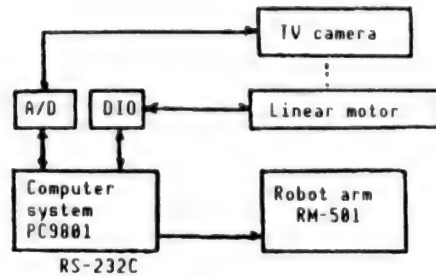 TV camera
A/D
DIO
Linear motor
Computer
system
PC9801
Robot arm
RM-501
RS-232C